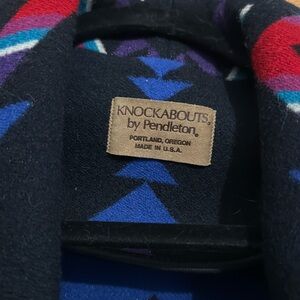 KNOCKABOUTS®
by Pendleton®
PORTLAND, OREGON
MADE IN U.S.A.